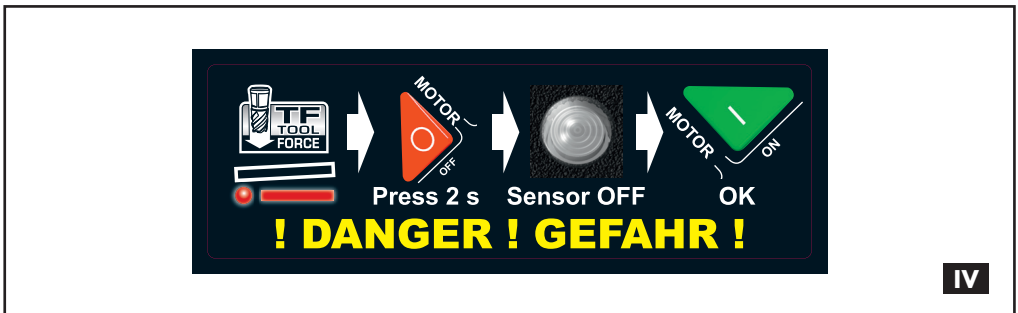 TF
TOOL
FORCE
MOTOR
OFF
MOTOR
ON
Press 2 s
Sensor OFF
OK
! DANGER ! GEFAHR !
IV